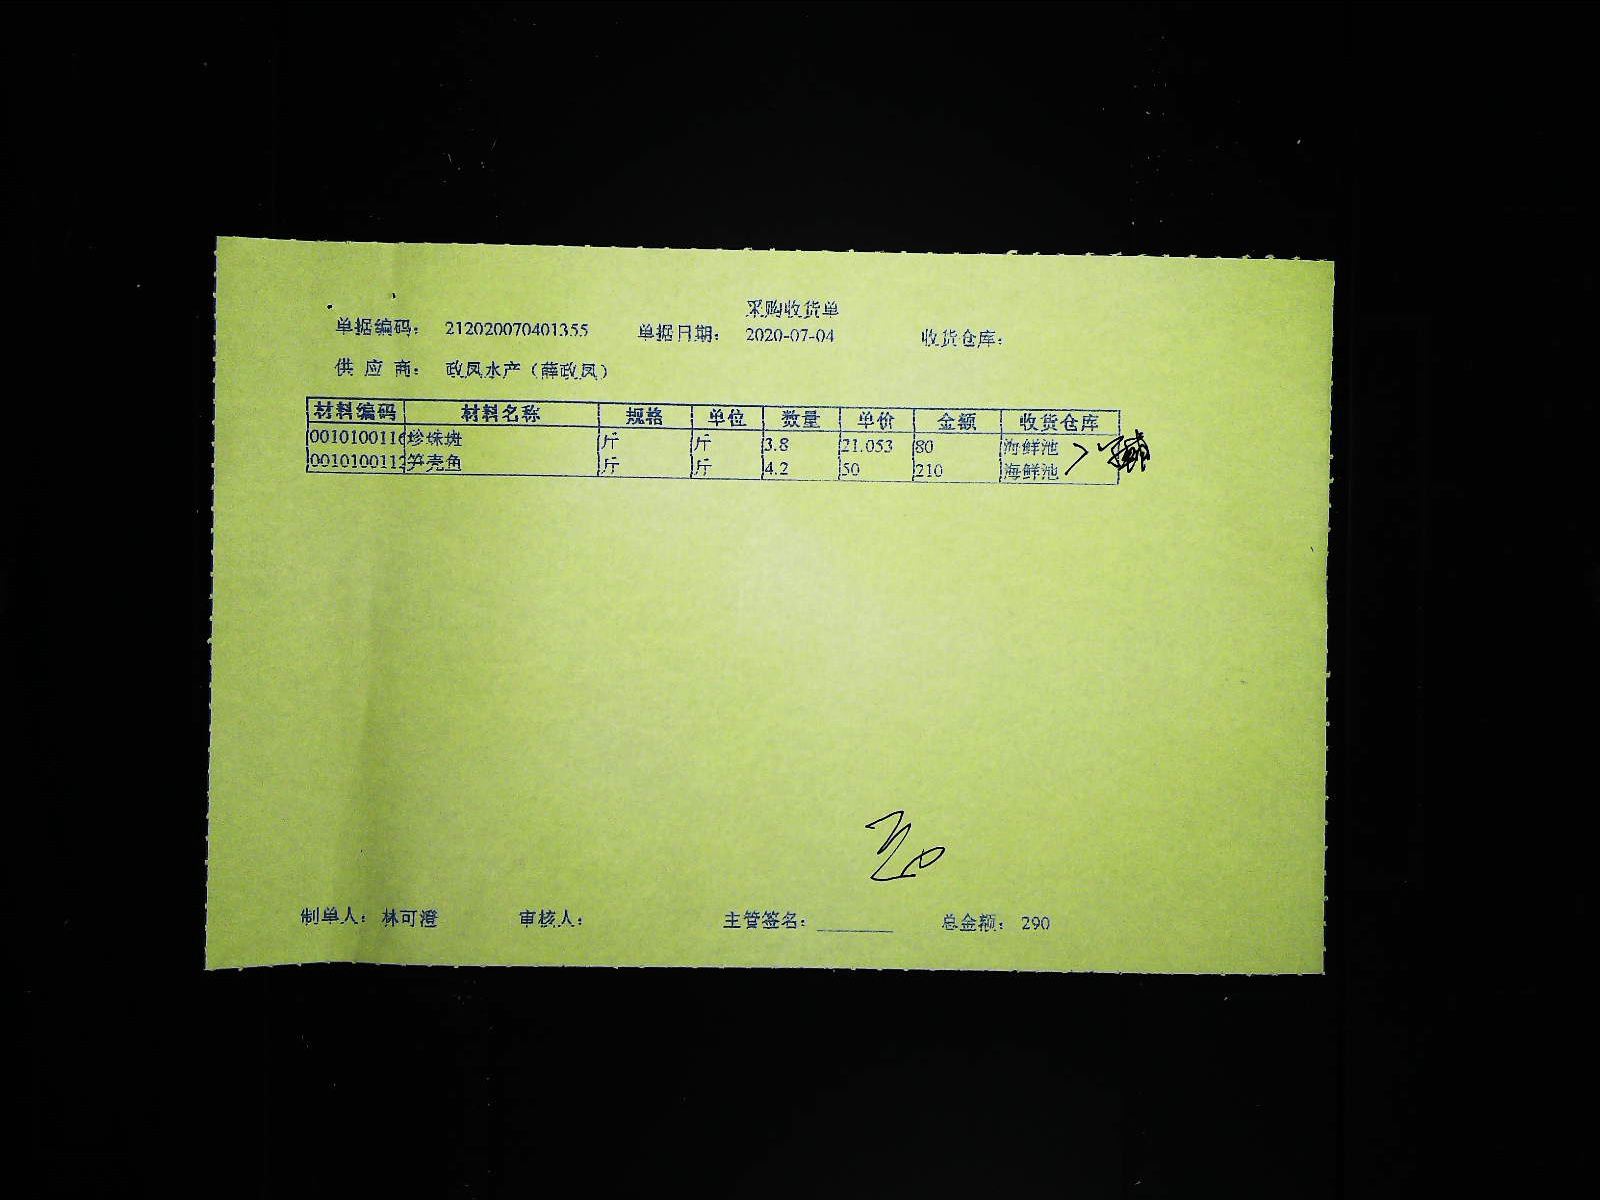 采购收货单
单据编码： 212020070401355 单据日期： 2020-07-04 收货仓库：
供 应 商： 政凤水产（薛政凤）
材料编码 材料名称 规格 单位 数量 单价 金额 收货仓库
0010100116 珍珠斑 斤 斤 3.8 21.053 80 海鲜池
0010100112 笋壳鱼 斤 斤 4.2 50 210 海鲜池
制单人： 林可澄 审核人： 主管签名： 总金额： 290